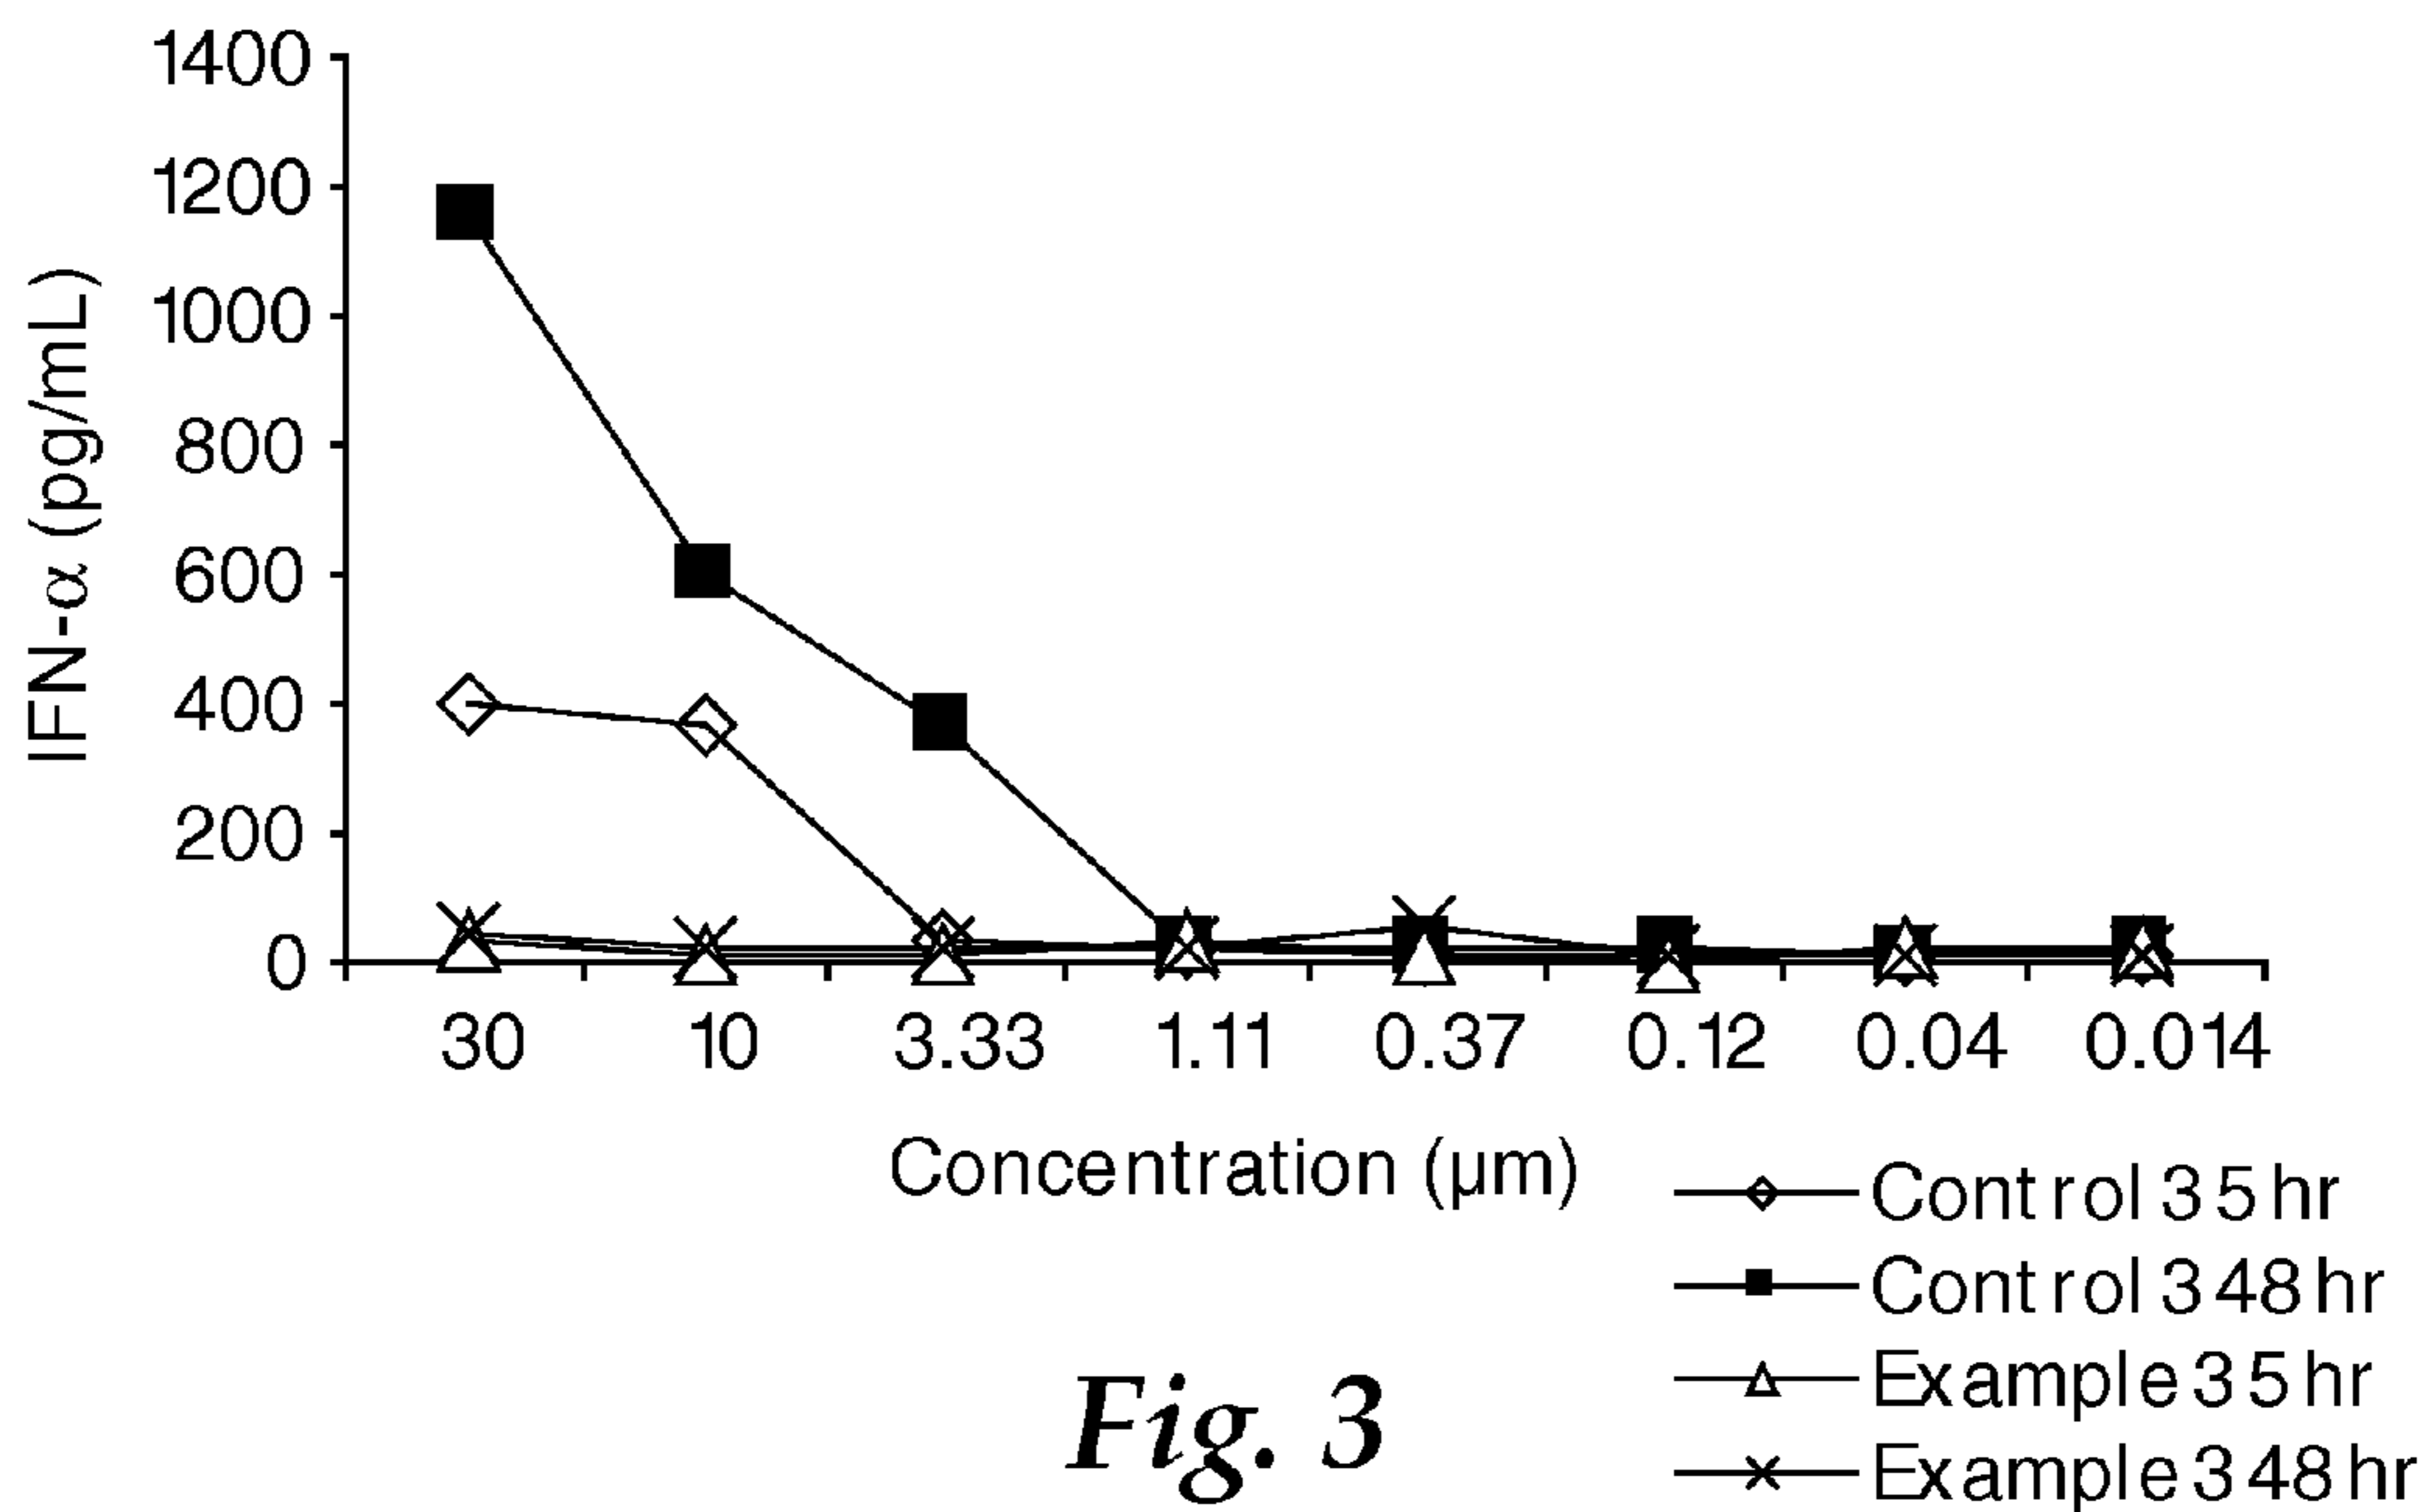 IFN-α (pg/mL)
1400
1200
1000
800
600
400
200
0
30 10 3.33 1.11 0.37 0.12 0.04 0.014
Concentration (µm)
Control 3 5 hr
Control 3 48 hr
Example 3 5 hr
Example 3 48 hr
Fig. 3